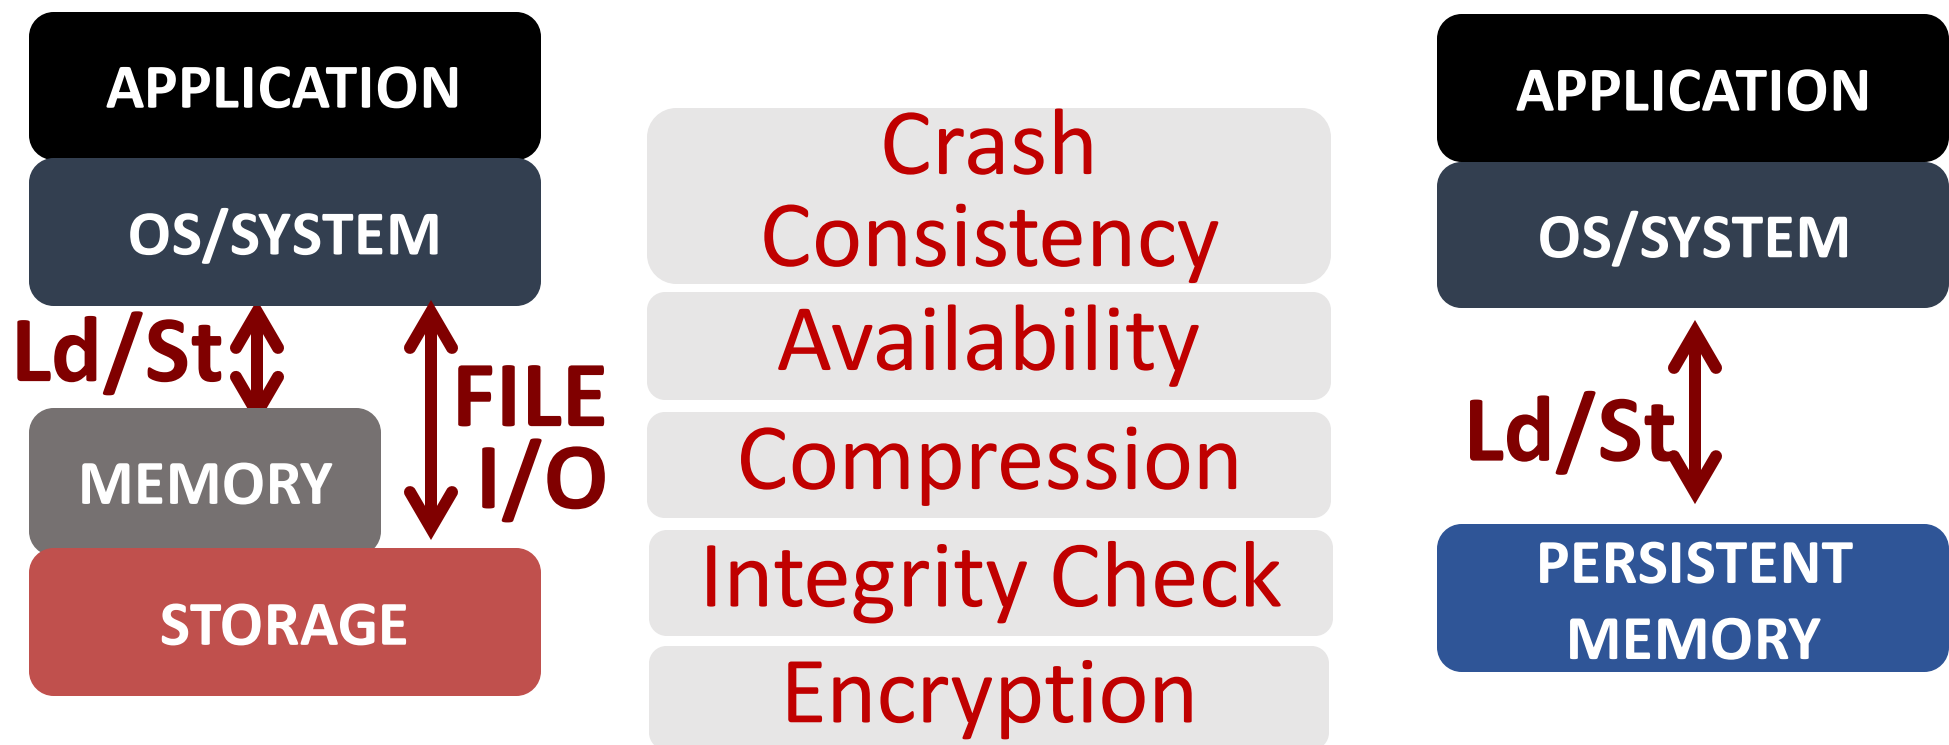 APPLICATION
OS/SYSTEM
Ld/St
FILE
I/O
MEMORY
STORAGE
Crash
Consistency
Availability
Compression
Integrity Check
Encryption
APPLICATION
OS/SYSTEM
Ld/St
PERSISTENT
MEMORY